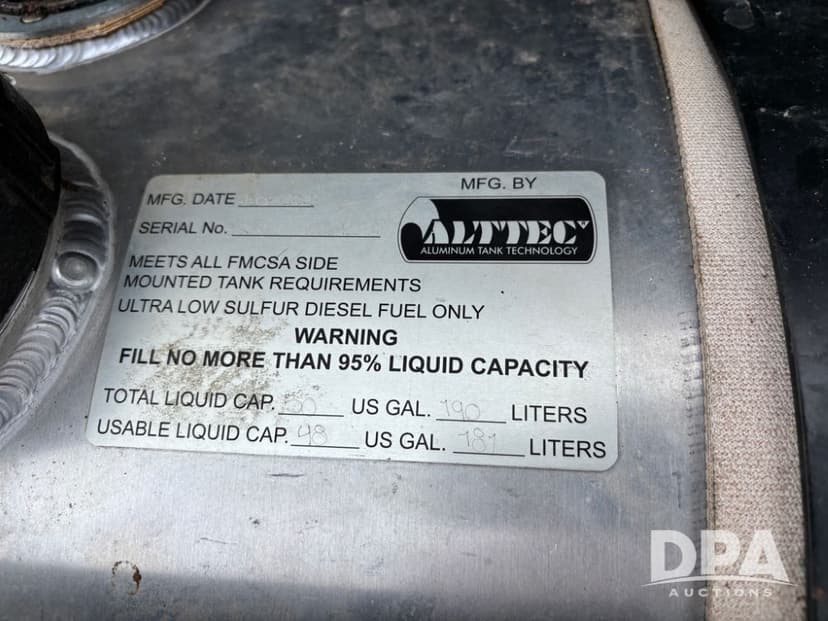 MFG. DATE
MFG. BY
SERIAL No.
ALTTEC
ALUMINUM TANK TECHNOLOGY
MEETS ALL FMCSA SIDE
MOUNTED TANK REQUIREMENTS
ULTRA LOW SULFUR DIESEL FUEL ONLY
WARNING
FILL NO MORE THAN 95% LIQUID CAPACITY
TOTAL LIQUID CAP. 50 US GAL. 190 LITERS
USABLE LIQUID CAP. 48 US GAL. 181 LITERS
DPA
AUCTIONS